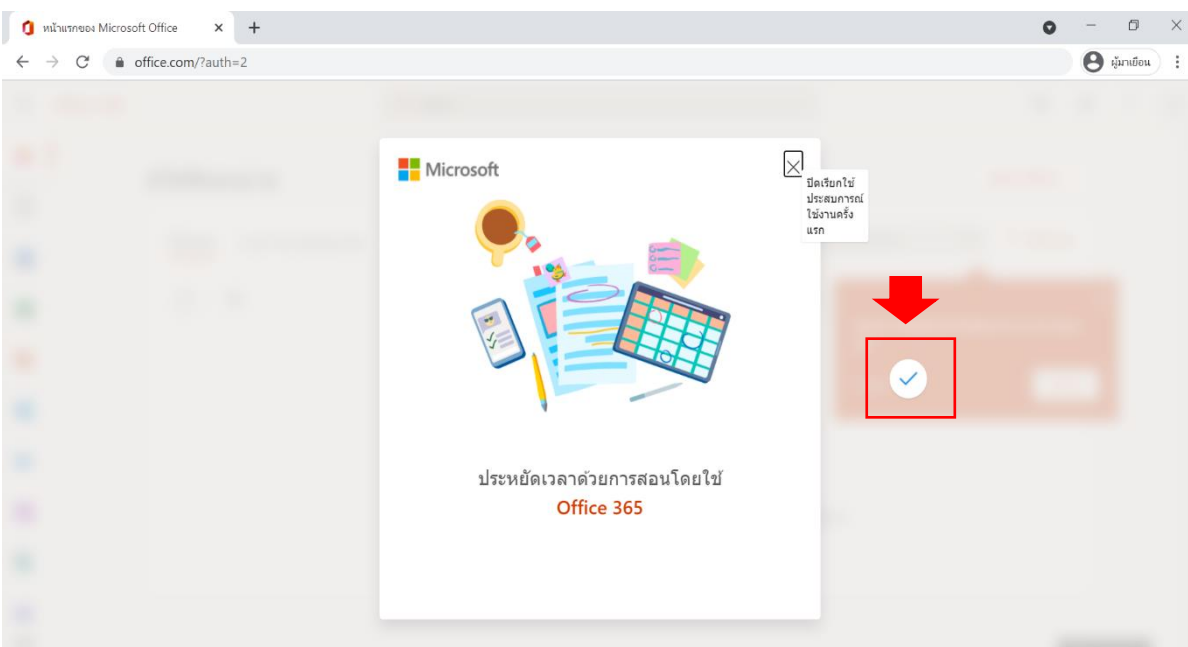 หน้าแรกของ Microsoft Office
office.com/?auth=2
ผู้มาเยือน
Microsoft
ปิดเรียกใช้
ประสบการณ์
ใช้งานครั้ง
แรก
ประหยัดเวลาด้วยการสอนโดยใช้
Office 365